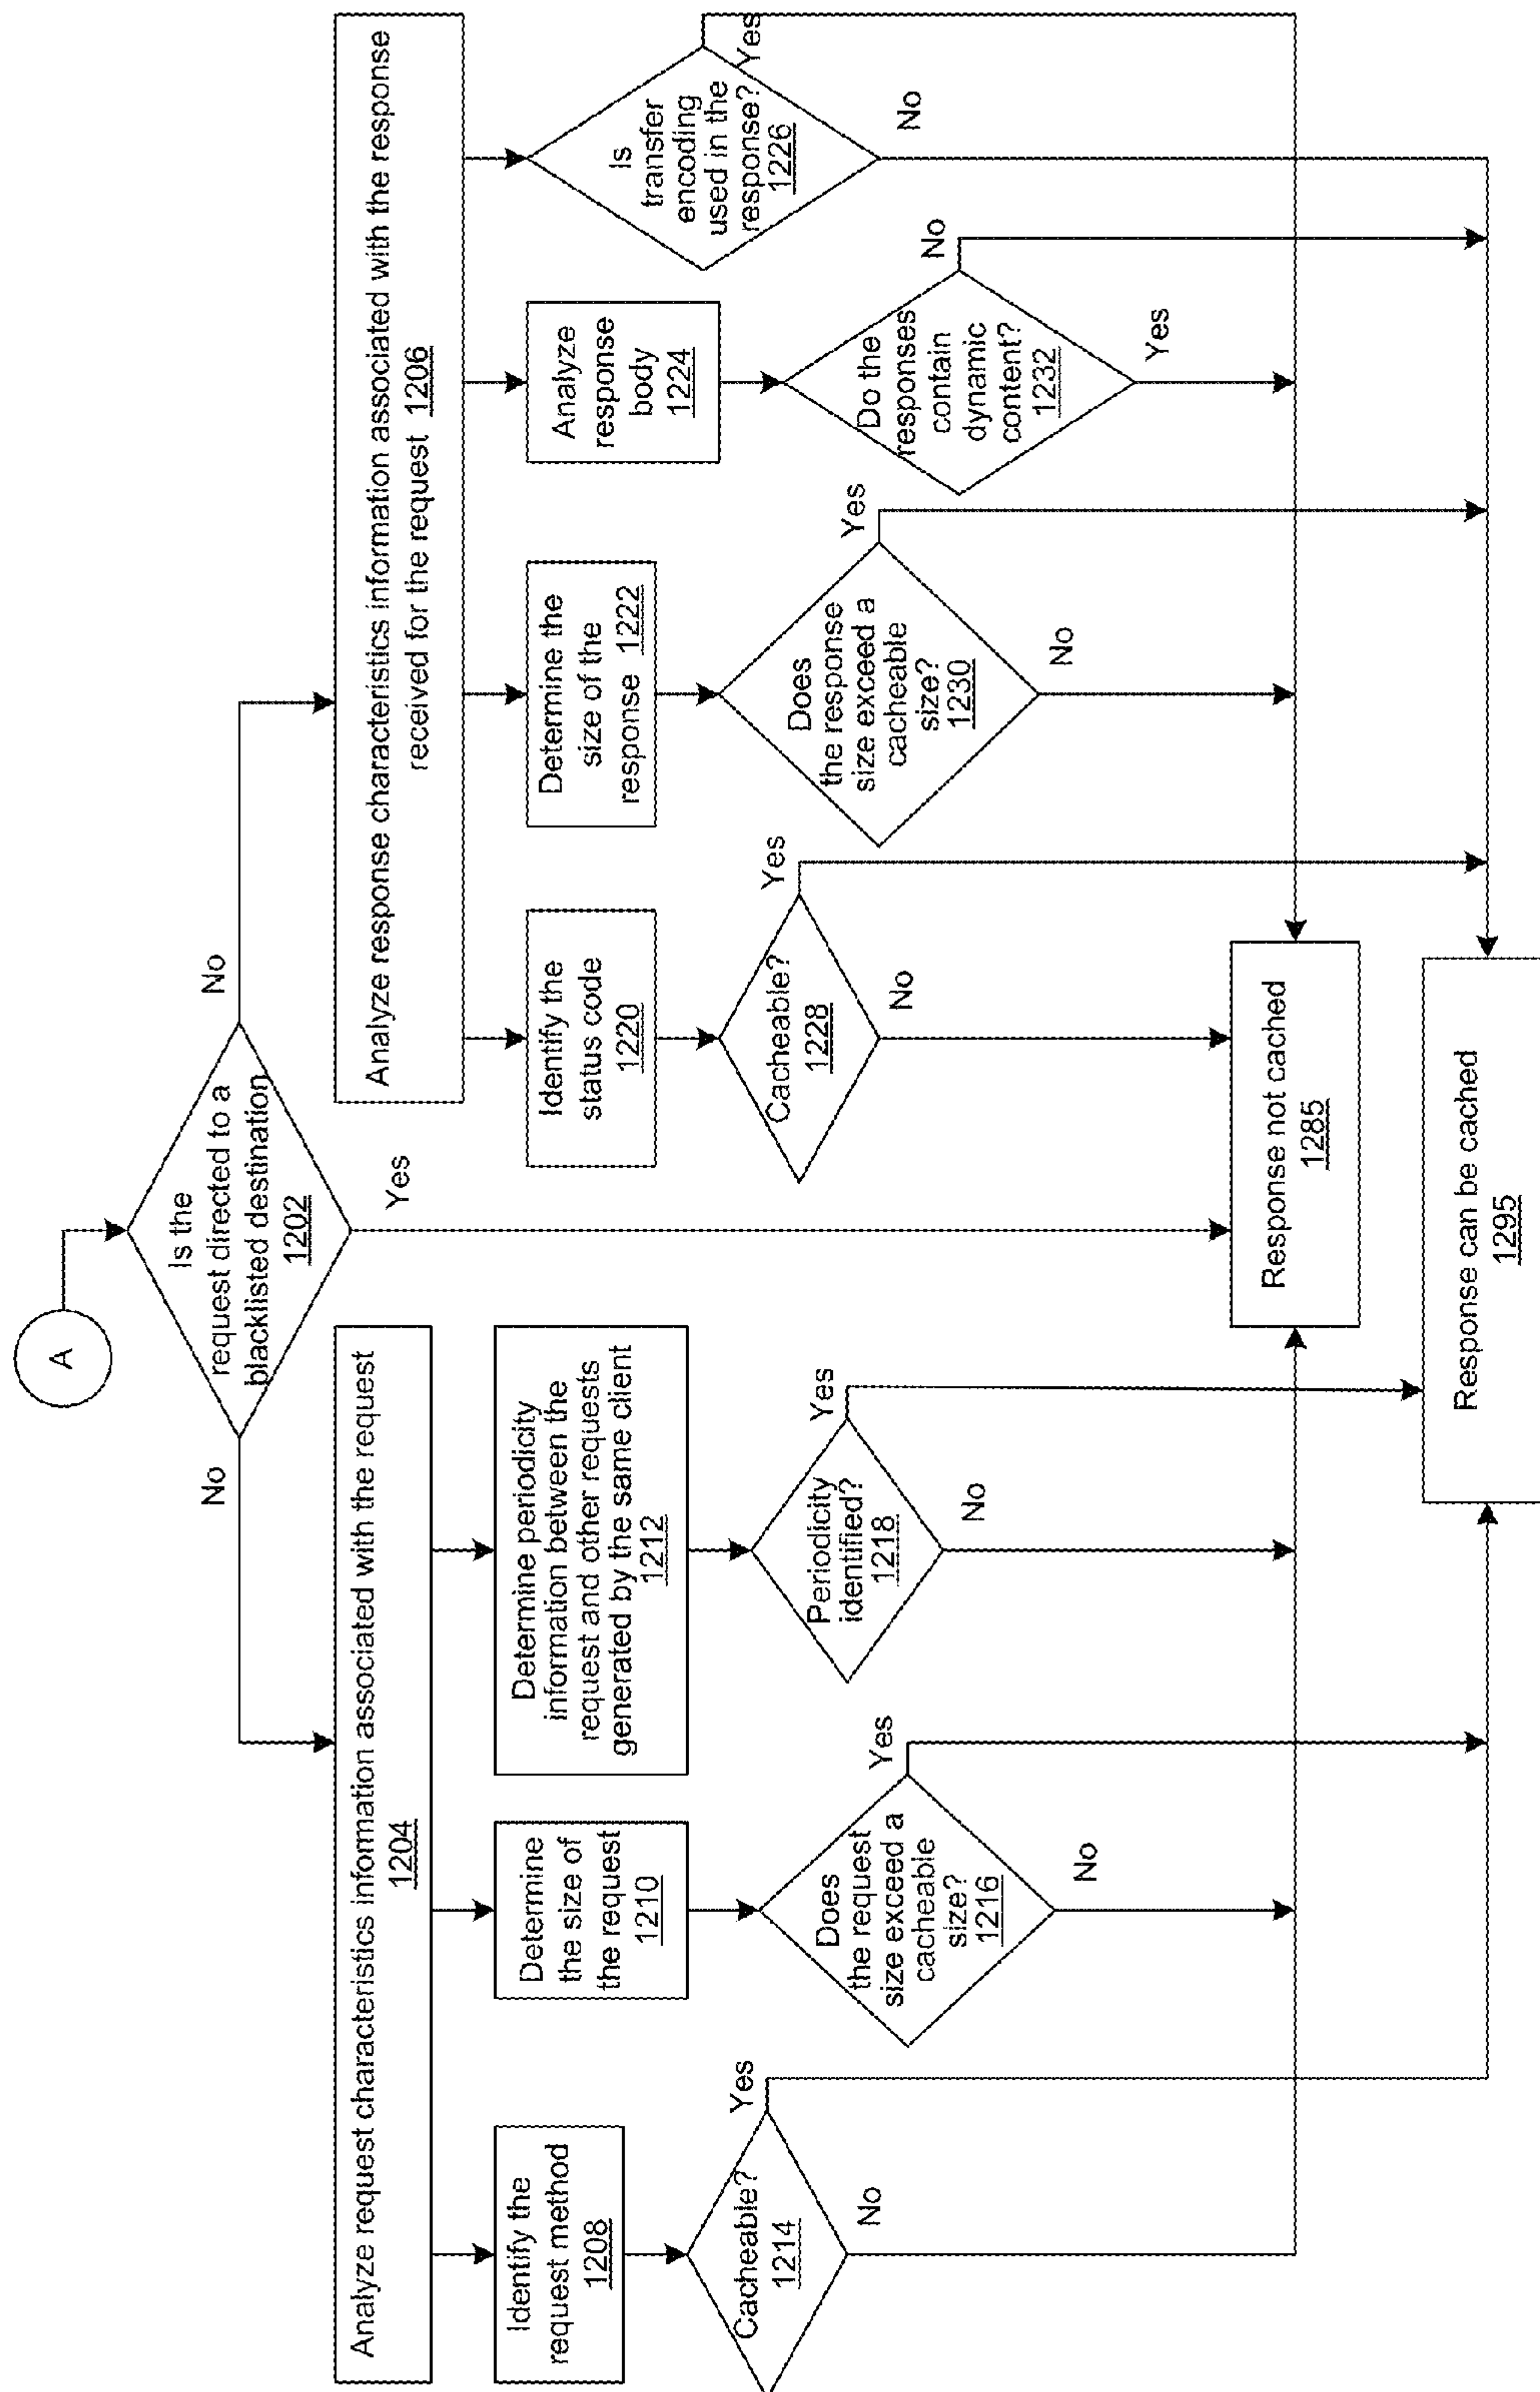 A
Is the
request directed to a
blacklisted destination
1202
No
No
Yes
Analyze request characteristics information associated with the request
1204
Analyze response characteristics information associated with the response
received for the request 1206
Identify the
request method
1208
Determine
the size of
the request
1210
Determine periodicity
information between the
request and other requests
generated by the same client
1212
Identify the
status code
1220
Determine the
size of the
response 1222
Analyze
response
body
1224
Is
transfer
encoding
used in the
response?
1226
Yes
No
Cacheable?
1214
Yes
No
Does
the request
size exceed a
cacheable
size?
1216
Yes
No
Periodicity
identified?
1218
Yes
No
Cacheable?
1228
Yes
No
Does
the response
size exceed a
cacheable
size?
1230
Yes
No
Do the
responses
contain
dynamic
content?
1232
No
Yes
Response not cached
1285
Response can be cached
1295